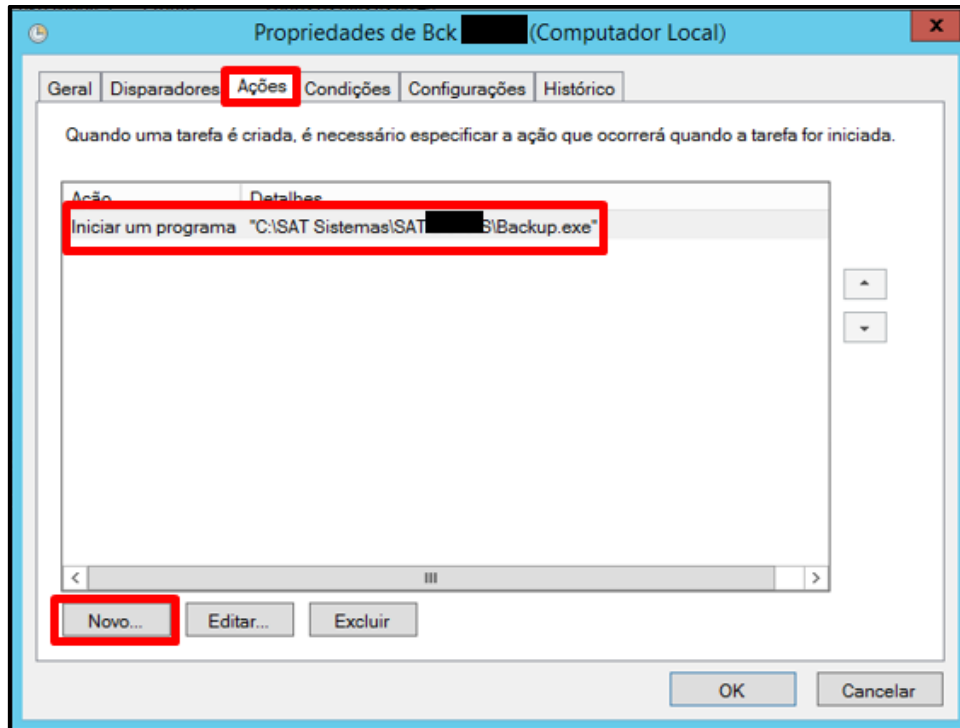 Propriedades de Bck (Computador Local)
x
Geral Disparadores Ações Condições Configurações Histórico
Quando uma tarefa é criada, é necessário especificar a ação que ocorrerá quando a tarefa for iniciada.
Ação Detalhes
Iniciar um programa "C:\SAT Sistemas\SAT S\Backup.exe"
Novo... Editar... Excluir
OK Cancelar